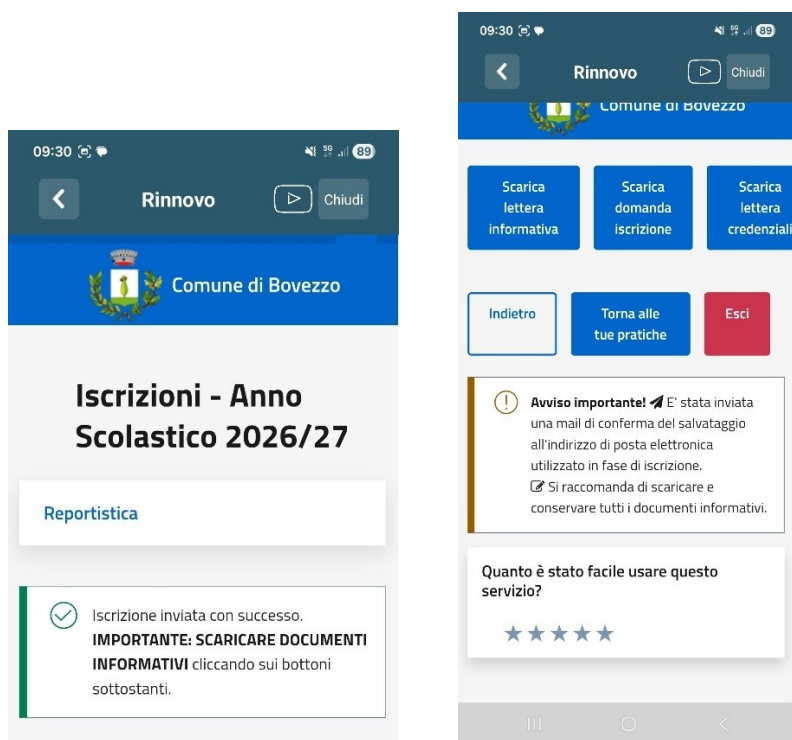 09:30
5G
89
Rinnovo
Chiudi
Comune di Bovezzo
Iscrizioni - Anno
Scolastico 2026/27
Reportistica
Iscrizione inviata con successo.
IMPORTANTE: SCARICARE DOCUMENTI
INFORMATIVI cliccando sui bottoni
sottostanti.
09:30
5G
89
Rinnovo
Chiudi
Comune di Bovezzo
Scarica
lettera
informativa
Scarica
domanda
iscrizione
Scarica
lettera
credenziali
Indietro
Torna alle
tue pratiche
Esci
Avviso importante! E' stata inviata
una mail di conferma del salvataggio
all'indirizzo di posta elettronica
utilizzato in fase di iscrizione.
Si raccomanda di scaricare e
conservare tutti i documenti informativi.
Quanto è stato facile usare questo
servizio?